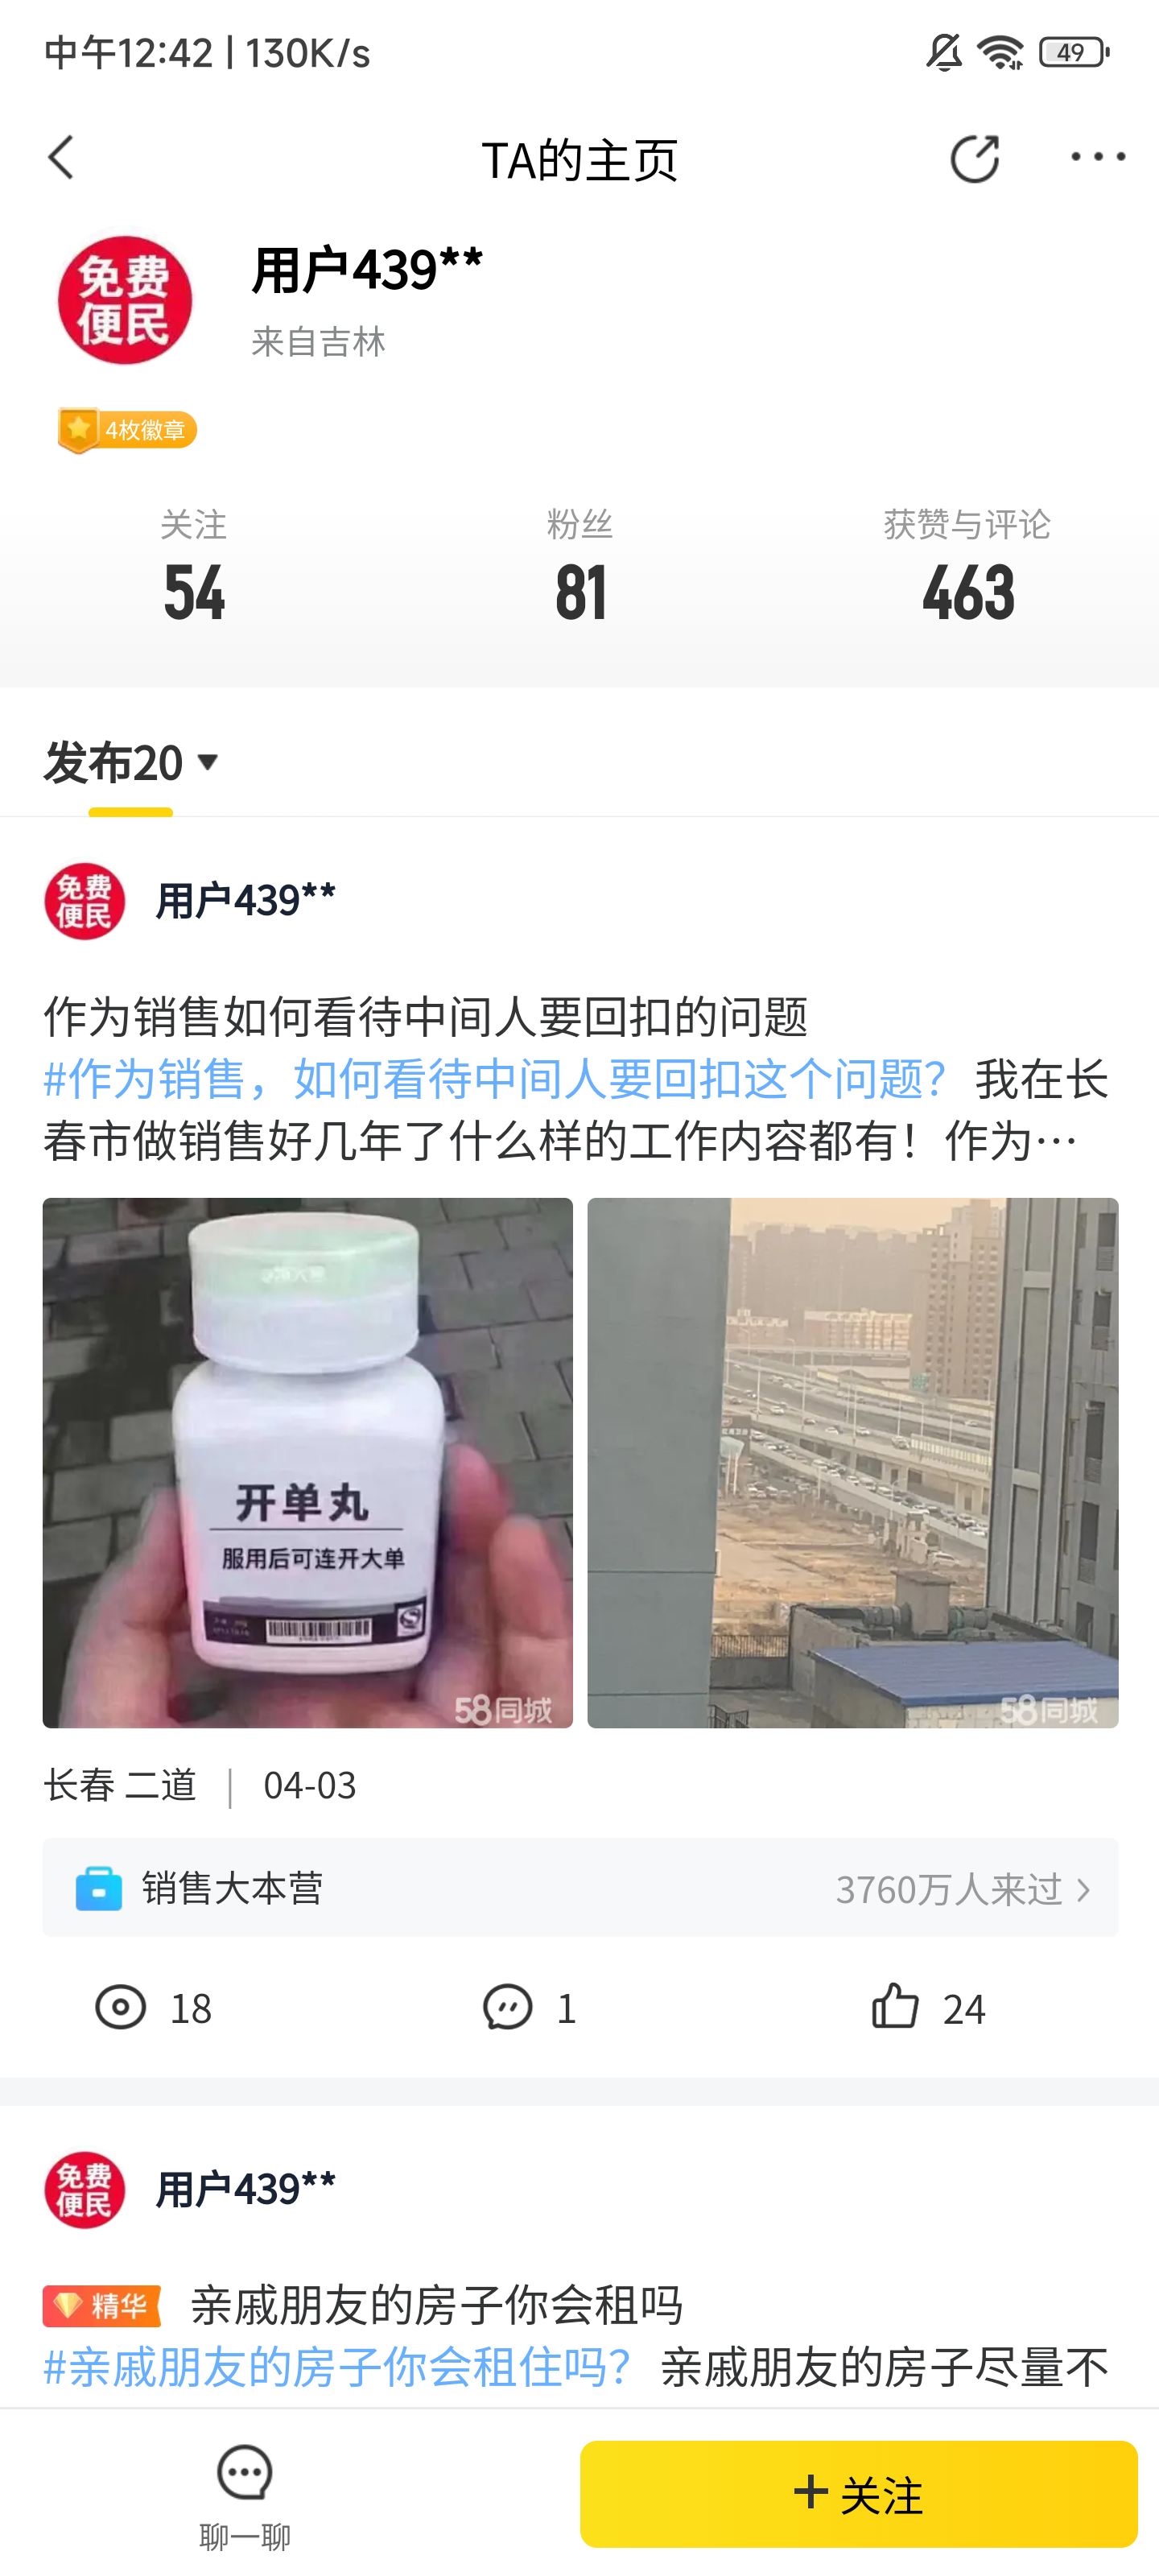 中午12:42 | 130K/s
49
TA的主页
免费
便民
用户439**
来自吉林
4枚徽章
关注
粉丝
获赞与评论
54
81
463
发布20
免费
便民
用户439**
作为销售如何看待中间人要回扣的问题
#作为销售，如何看待中间人要回扣这个问题？ 我在长
春市做销售好几年了什么样的工作内容都有！作为…
开单丸
服用后可连开大单
58同城
58同城
长春 二道 | 04-03
销售大本营
3760万人来过
18
1
24
免费
便民
用户439**
精华 亲戚朋友的房子你会租吗
#亲戚朋友的房子你会租住吗？ 亲戚朋友的房子尽量不
聊一聊
+关注